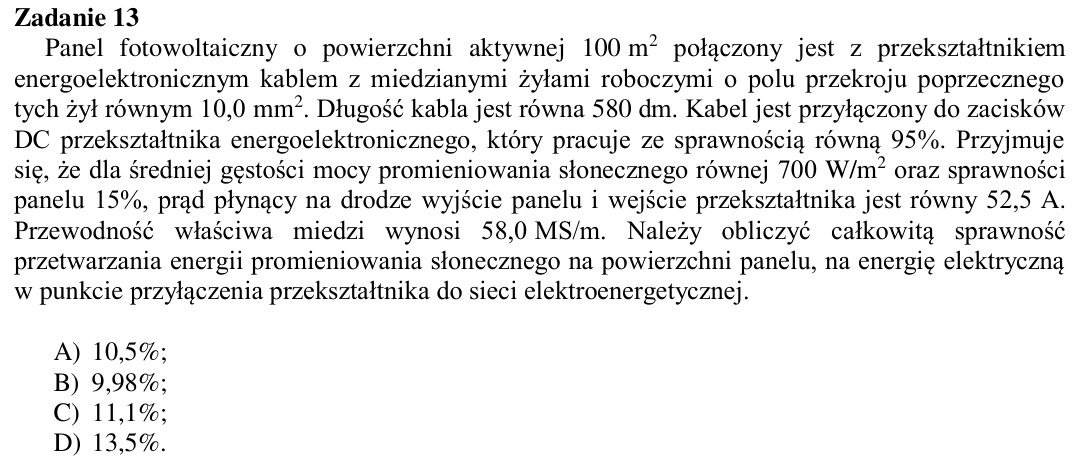 Zadanie 13
Panel fotowoltaiczny o powierzchni aktywnej 100 m² połączony jest z przekształtnikiem
energoelektronicznym kablem z miedzianymi żyłami roboczymi o polu przekroju poprzecznego
tych żył równym 10,0 mm². Długość kabla jest równa 580 dm. Kabel jest przyłączony do zacisków
DC przekształtnika energoelektronicznego, który pracuje ze sprawnością równą 95%. Przyjmuje
się, że dla średniej gęstości mocy promieniowania słonecznego równej 700 W/m² oraz sprawności
panelu 15%, prąd płynący na drodze wyjście panelu i wejście przekształtnika jest równy 52,5 A.
Przewodność właściwa miedzi wynosi 58,0 MS/m. Należy obliczyć całkowitą sprawność
przetwarzania energii promieniowania słonecznego na powierzchni panelu, na energię elektryczną
w punkcie przyłączenia przekształtnika do sieci elektroenergetycznej.
A) 10,5%;
B) 9,98%;
C) 11,1%;
D) 13,5%.